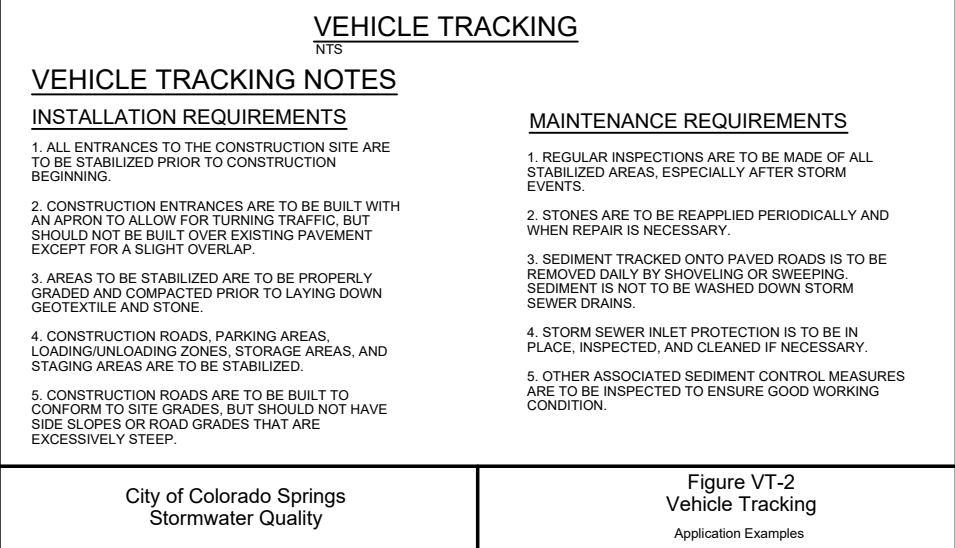 VEHICLE TRACKING
NTS
VEHICLE TRACKING NOTES
INSTALLATION REQUIREMENTS
1. ALL ENTRANCES TO THE CONSTRUCTION SITE ARE
TO BE STABILIZED PRIOR TO CONSTRUCTION
BEGINNING.
2. CONSTRUCTION ENTRANCES ARE TO BE BUILT WITH
AN APRON TO ALLOW FOR TURNING TRAFFIC, BUT
SHOULD NOT BE BUILT OVER EXISTING PAVEMENT
EXCEPT FOR A SLIGHT OVERLAP.
3. AREAS TO BE STABILIZED ARE TO BE PROPERLY
GRADED AND COMPACTED PRIOR TO LAYING DOWN
GEOTEXTILE AND STONE.
4. CONSTRUCTION ROADS, PARKING AREAS,
LOADING/UNLOADING ZONES, STORAGE AREAS, AND
STAGING AREAS ARE TO BE STABILIZED.
5. CONSTRUCTION ROADS ARE TO BE BUILT TO
CONFORM TO SITE GRADES, BUT SHOULD NOT HAVE
SIDE SLOPES OR ROAD GRADES THAT ARE
EXCESSIVELY STEEP.
MAINTENANCE REQUIREMENTS
1. REGULAR INSPECTIONS ARE TO BE MADE OF ALL
STABILIZED AREAS, ESPECIALLY AFTER STORM
EVENTS.
2. STONES ARE TO BE REAPPLIED PERIODICALLY AND
WHEN REPAIR IS NECESSARY.
3. SEDIMENT TRACKED ONTO PAVED ROADS IS TO BE
REMOVED DAILY BY SHOVELING OR SWEEPING.
SEDIMENT IS NOT TO BE WASHED DOWN STORM
SEWER DRAINS.
4. STORM SEWER INLET PROTECTION IS TO BE IN
PLACE, INSPECTED, AND CLEANED IF NECESSARY.
5. OTHER ASSOCIATED SEDIMENT CONTROL MEASURES
ARE TO BE INSPECTED TO ENSURE GOOD WORKING
CONDITION.
City of Colorado Springs
Stormwater Quality
Figure VT-2
Vehicle Tracking
Application Examples